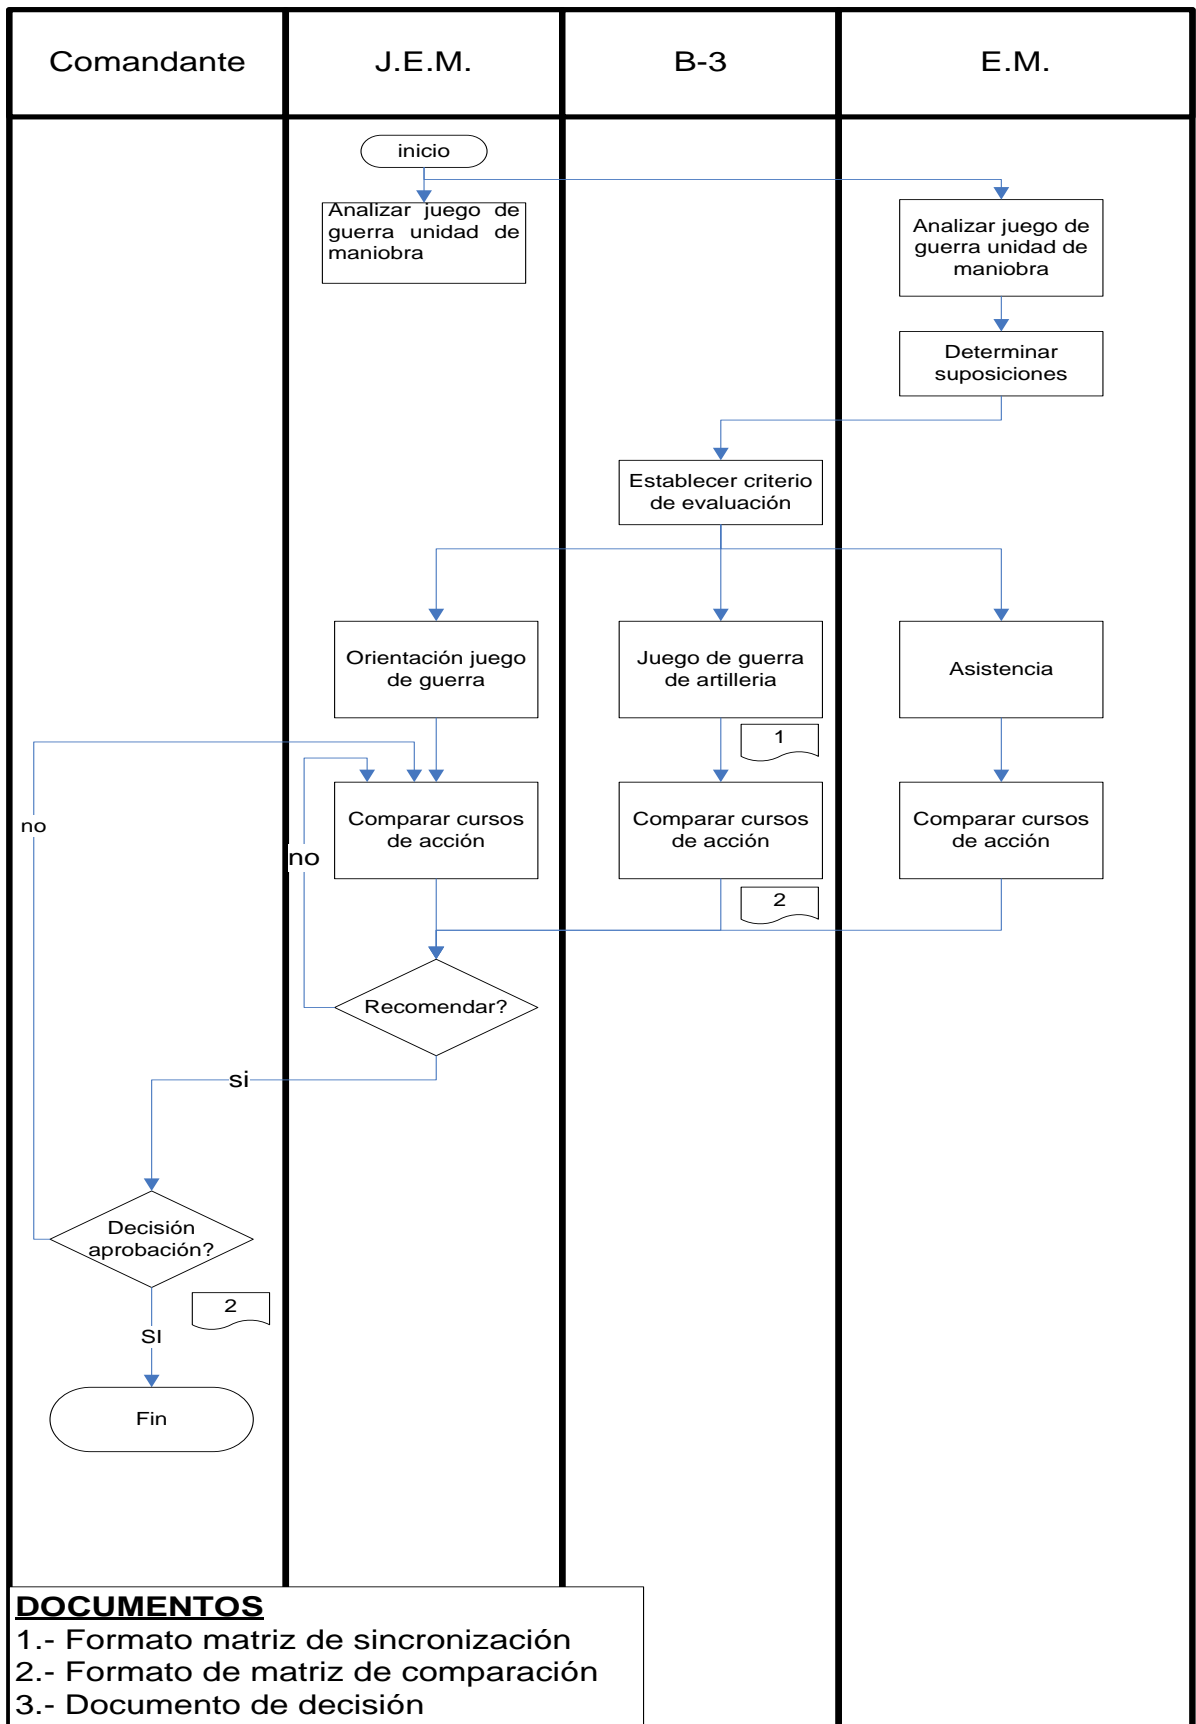 Comandante
J.E.M.
B-3
E.M.
inicio
Analizar juego de
guerra unidad de
maniobra
Analizar juego de
guerra unidad de
maniobra
Determinar
suposiciones
Establecer criterio
de evaluación
Orientación juego
de guerra
Juego de guerra
de artilleria
Asistencia
1
no
Comparar cursos
de acción
Comparar cursos
de acción
Comparar cursos
de acción
no
2
Recomendar?
si
Decisión
aprobación?
2
SI
Fin
DOCUMENTOS
1.- Formato matriz de sincronización
2.- Formato de matriz de comparación
3.- Documento de decisión